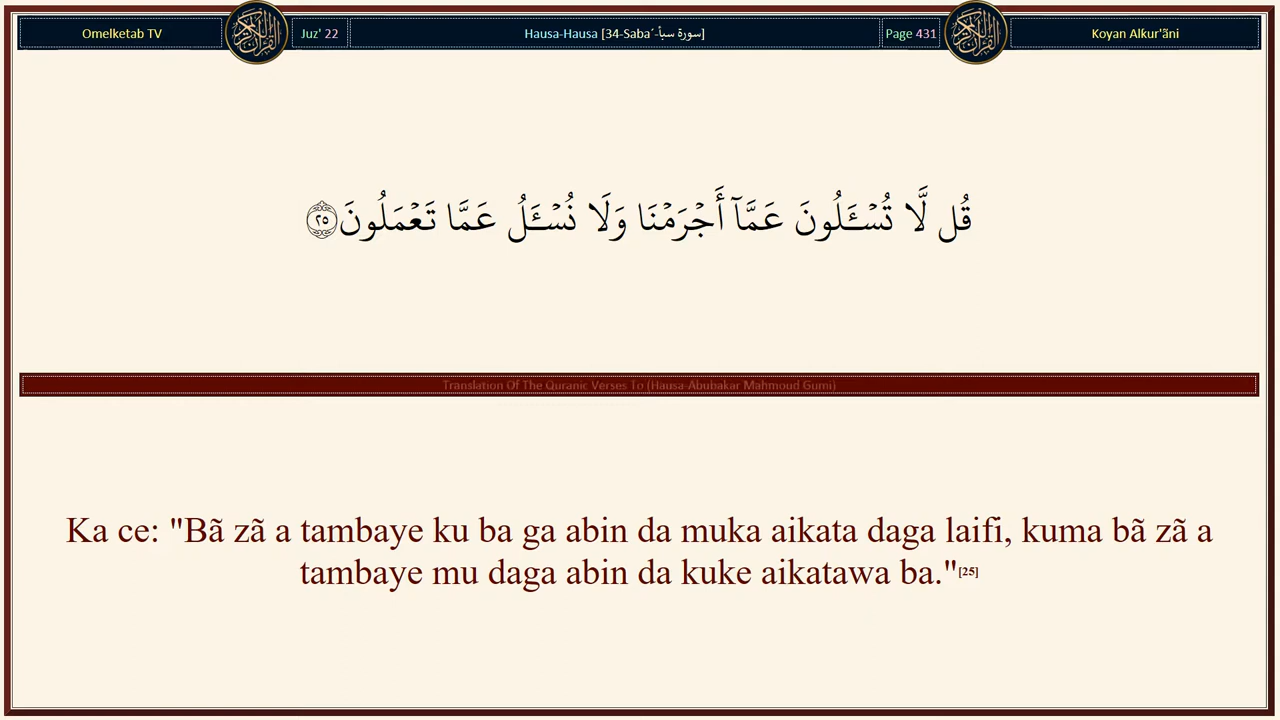 Omelketab TV
Juz' 22
Hausa-Hausa [34-Saba´-سورة سبأ]
Page 431
Koyan Alƙur'ãni
قُل لَّا تُسۡـَٔلُونَ عَمَّآ أَجۡرَمۡنَا وَلَا نُسۡـَٔلُ عَمَّا تَعۡمَلُونَ ٢٥
Translation Of The Quranic Verses To (Hausa-Abubakar Mahmoud Gumi)
Ka ce: "Bã zã a tambaye ku ba ga abin da muka aikata daga laifi, kuma bã zã a
tambaye mu daga abin da kuke aikatawa ba."[25]